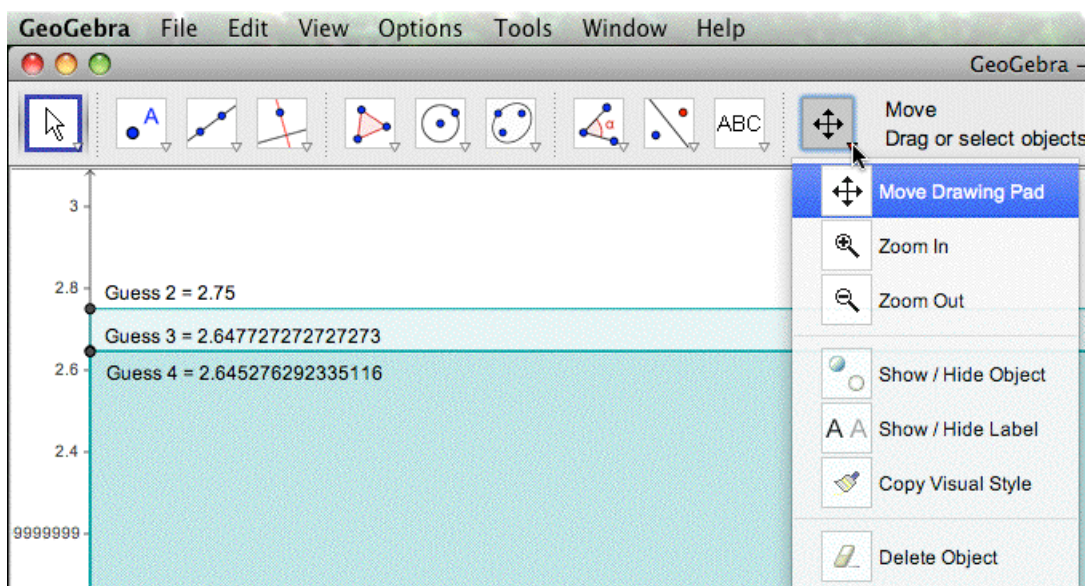 GeoGebra File Edit View Options Tools Window Help
GeoGebra –
A
α
ABC
Move
Drag or select objects
Move Drawing Pad
Zoom In
Zoom Out
Show / Hide Object
A A Show / Hide Label
Copy Visual Style
Delete Object
3
2.8
Guess 2 = 2.75
Guess 3 = 2.647727272727273
2.6
Guess 4 = 2.645276292335116
2.4
9999999